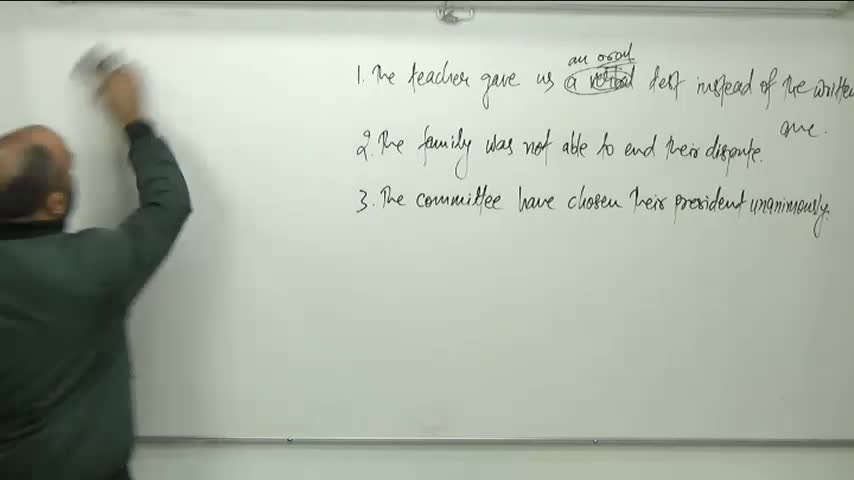 an oral
1. The teacher gave us a verbal test instead of the written
one.
2. The family was not able to end their dispute.
3. The committee have chosen their president unanimously.